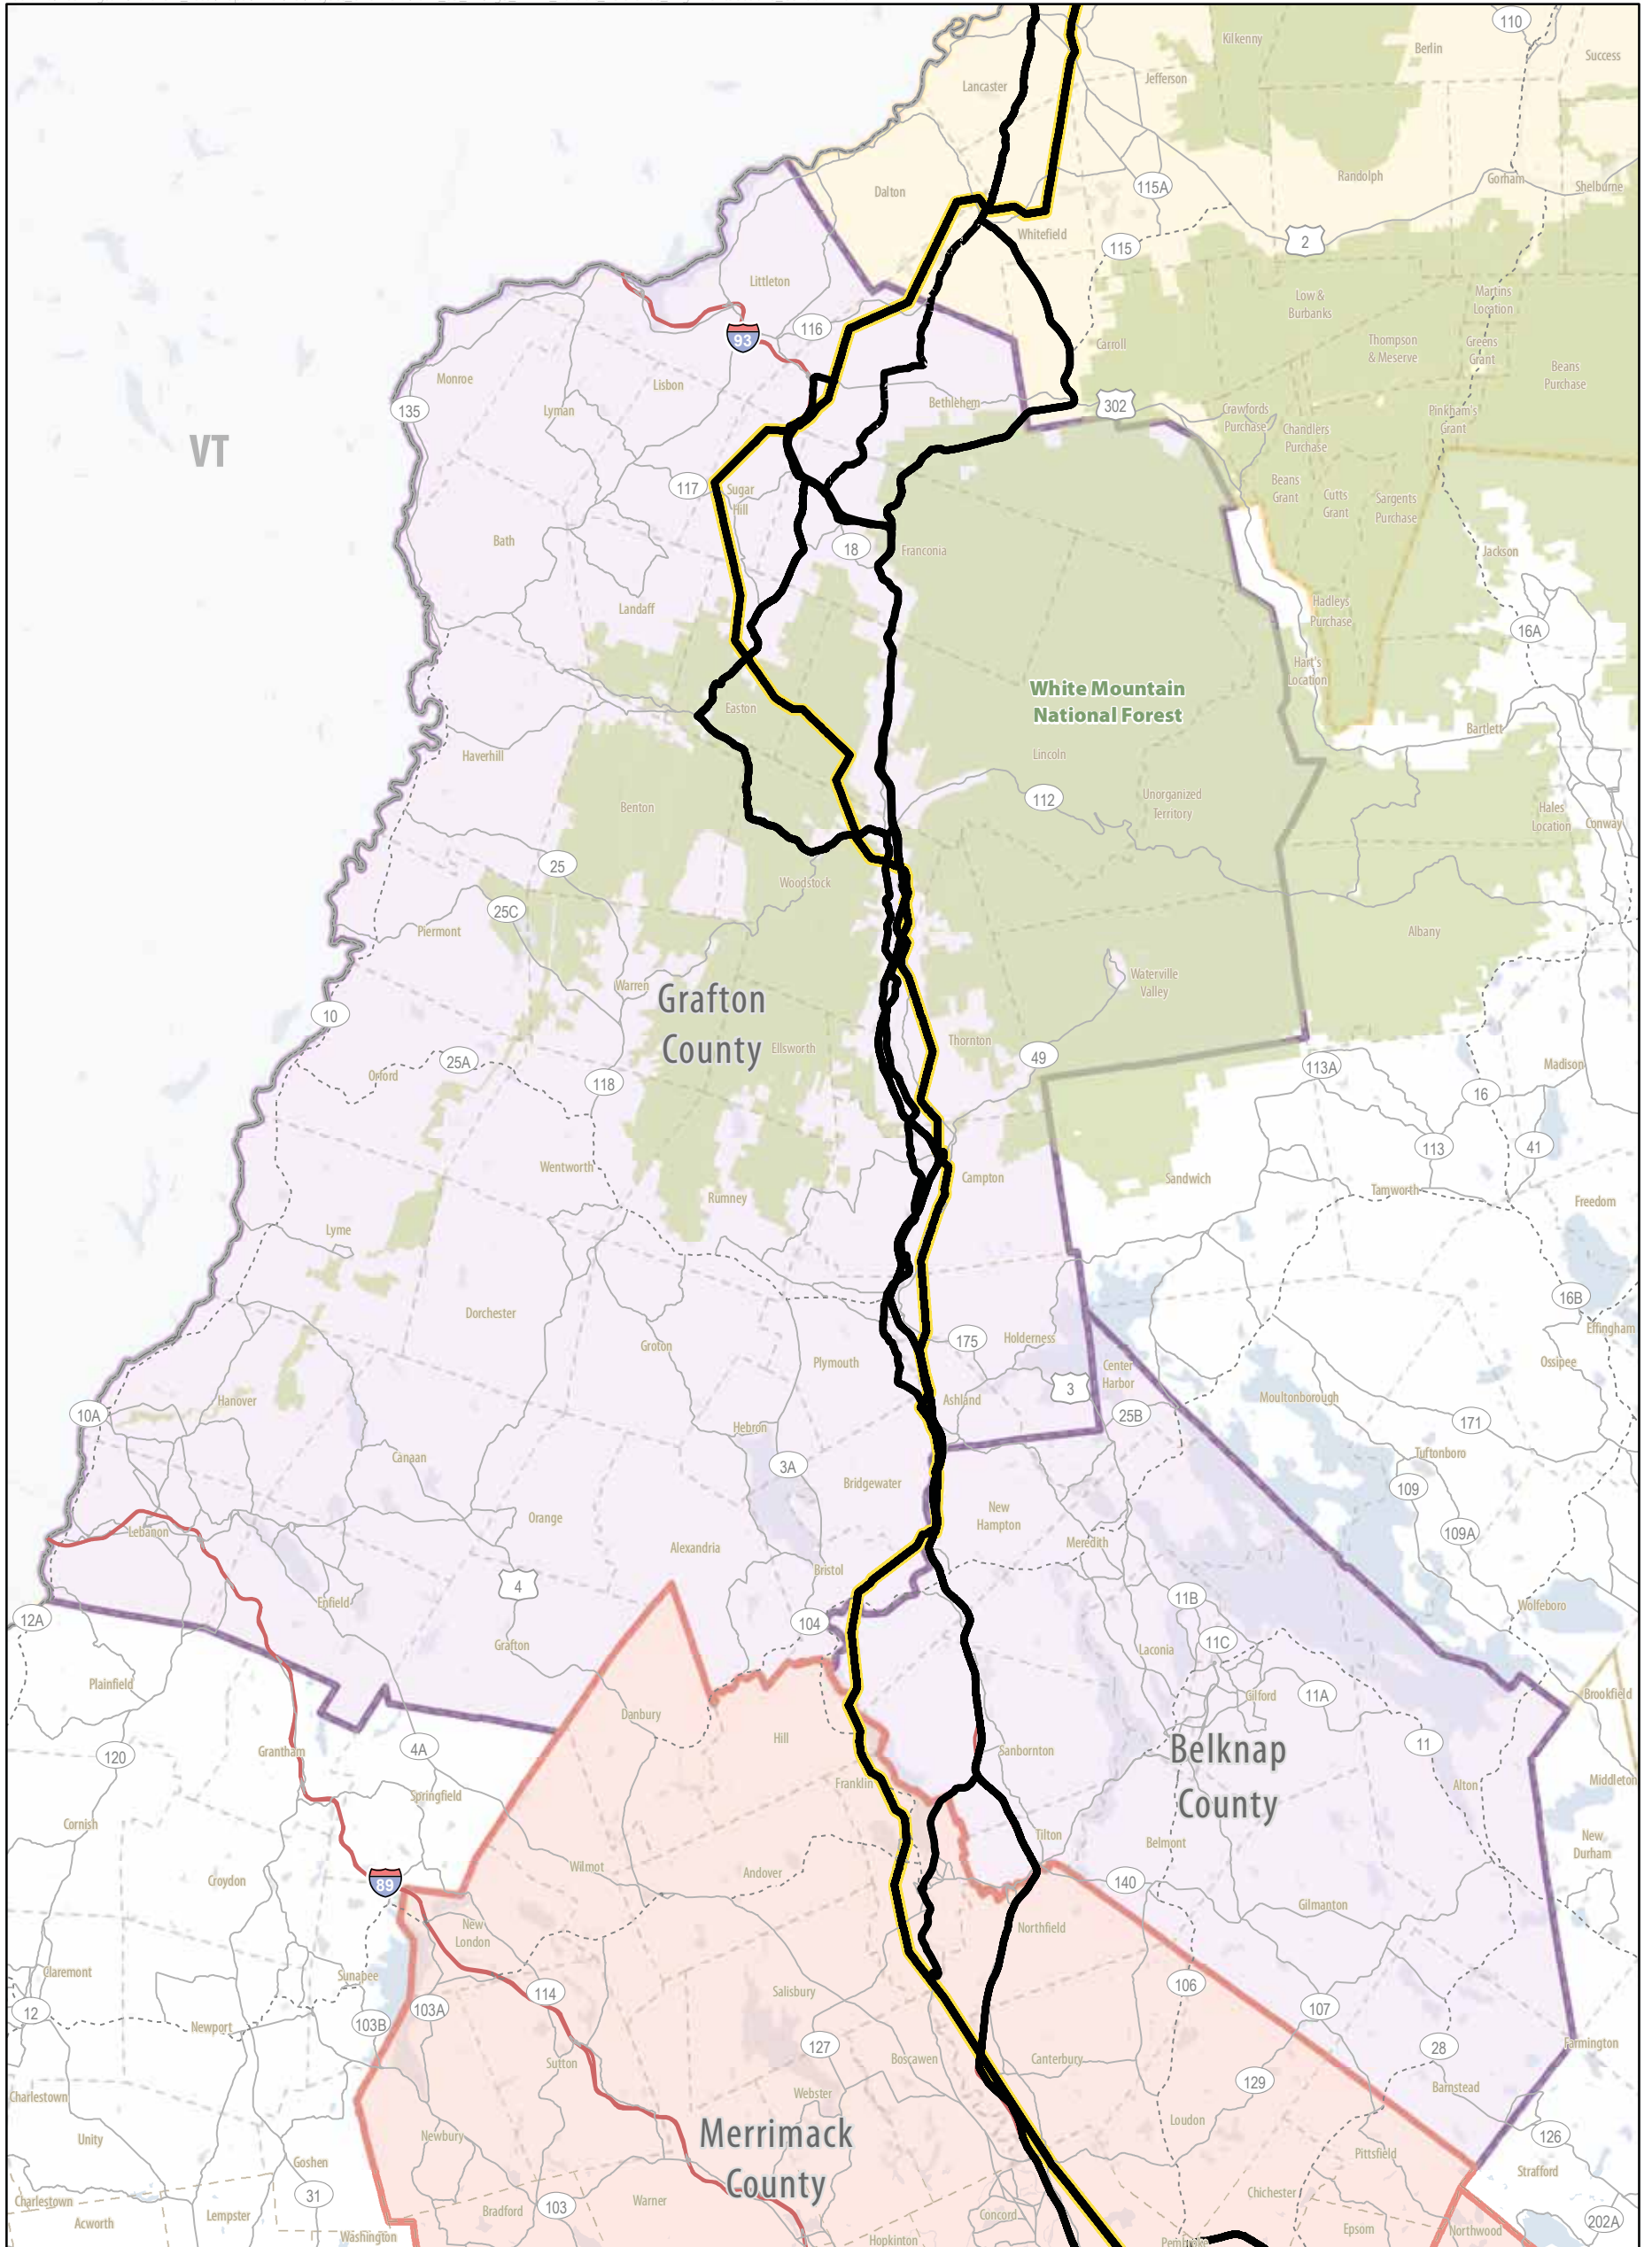 110
Kilkenny
Berlin
Success
Lancaster
Jefferson
Randolph
Gorham
Shelburne
115A
Dalton
Whitefield
115
2
Littleton
Low &
Burbanks
Martins
Location
116
93
Carroll
Thompson
& Meserve
Greens
Grant
Beans
Purchase
Monroe
Lisbon
135
Lyman
Bethlehem
302
Crawfords
Purchase
Pinkham's
Grant
VT
Chandlers
Purchase
117
Sugar
Hill
Beans
Grant
Cutts
Grant
Sargents
Purchase
Bath
18
Franconia
Jackson
Landaff
Hadleys
Purchase
16A
Hart's
Location
White Mountain
National Forest
Easton
Bartlett
Haverhill
Lincoln
Benton
112
Unorganized
Territory
Hales
Location
Conway
25
Woodstock
25C
Piermont
Albany
Warren
Waterville
Valley
Grafton
County
10
Ellsworth
Thornton
49
25A
Orford
118
113A
Madison
16
113
41
Wentworth
Campton
Sandwich
Rumney
Tamworth
Freedom
Lyme
16B
Dorchester
Effingham
Groton
175
Holderness
Plymouth
Center
Harbor
Ossipee
3
Hanover
Ashland
Moultonborough
10A
25B
171
Hebron
Canaan
3A
Tuftonboro
Bridgewater
109
Orange
New
Hampton
Lebanon
Alexandria
Meredith
109A
Bristol
4
11B
Enfield
12A
104
Wolfeboro
Grafton
11C
Laconia
Plainfield
Gilford
11A
Brookfield
Danbury
Hill
4A
Grantham
120
Sanbornton
Belknap
County
11
Franklin
Alton
Middleton
Springfield
Cornish
Tilton
Belmont
New
Durham
Wilmot
Andover
Croydon
89
140
Gilmanton
New
London
Northfield
Claremont
Sunapee
106
114
Salisbury
12
103A
107
103B
Newport
127
28
Farmington
Sutton
Boscawen
Canterbury
129
Charlestown
Webster
Barnstead
Loudon
Merrimack
County
Newbury
126
Unity
Pittsfield
Goshen
Strafford
31
Chichester
Charlestown
Acworth
Lempster
Bradford
103
Warner
Concord
202A
Washington
Hopkinton
Pembroke
Epsom
Northwood